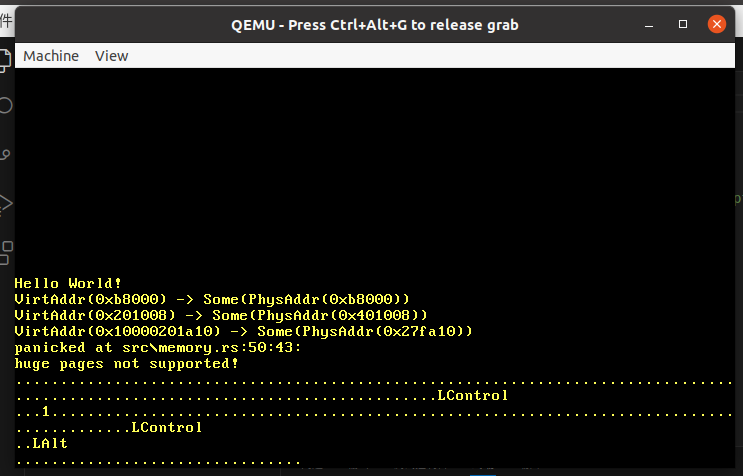 件
QEMU - Press Ctrl+Alt+G to release grab
Machine View
Hello World!
VirtAddr(0xb8000) -> Some(PhysAddr(0xb8000))
VirtAddr(0x201008) -> Some(PhysAddr(0x401008))
VirtAddr(0x10000201a10) -> Some(PhysAddr(0x27fa10))
panicked at src\memory.rs:50:43:
huge pages not supported!
................................................................................
...............................................LControl
...1............................................................................
.............LControl
..LAlt
................................